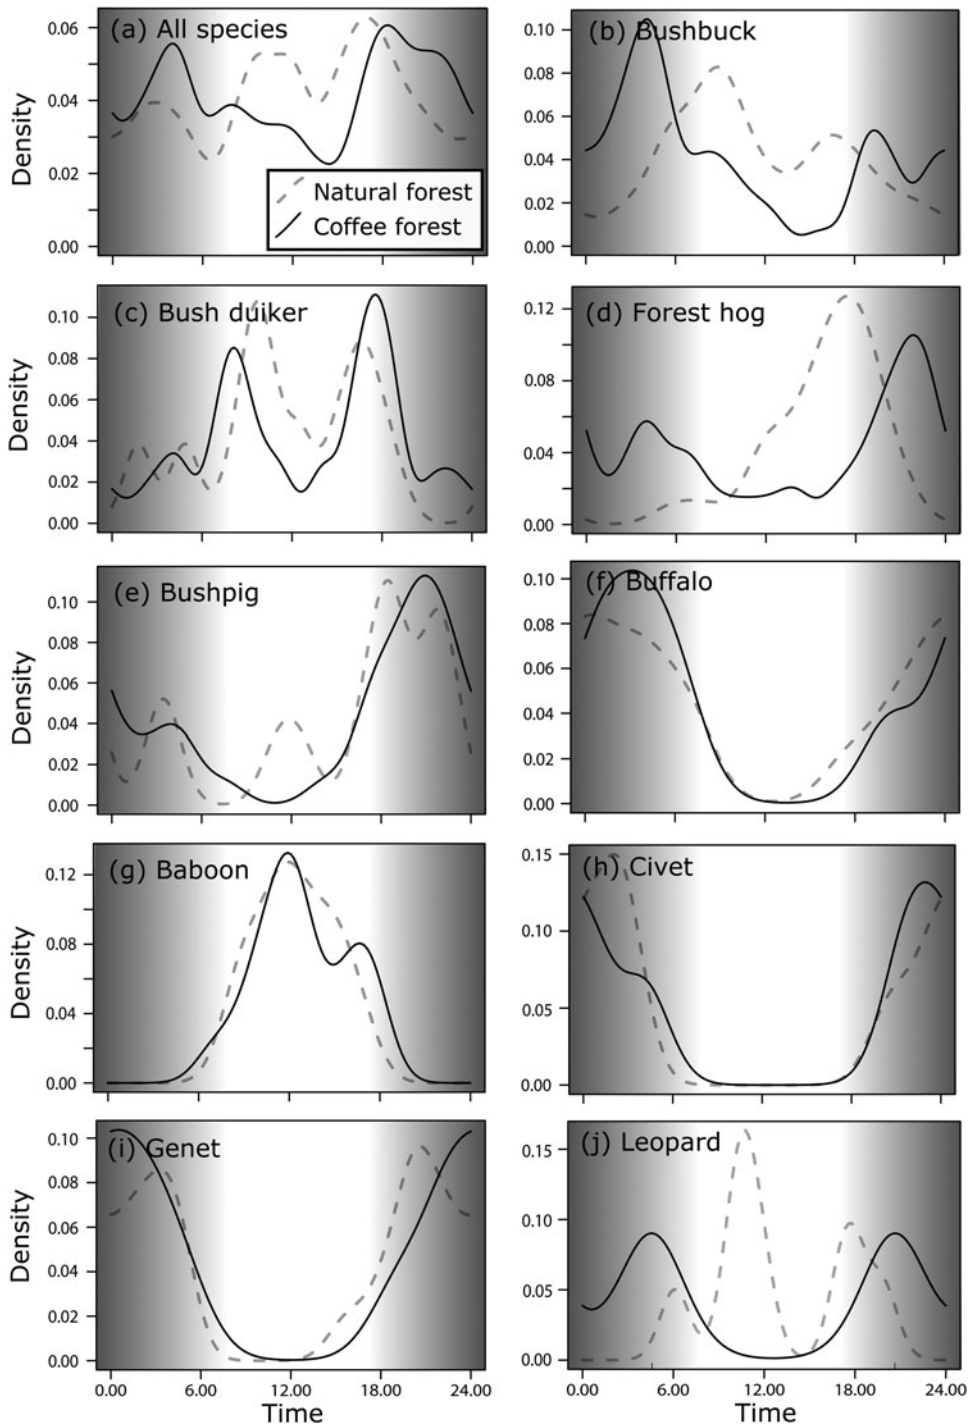 (a) All species
0.06
0.04
0.02
0.00
Density
Natural forest
Coffee forest
(b) Bushbuck
0.10
0.08
0.06
0.04
0.02
0.00
(c) Bush duiker
0.10
0.08
0.06
0.04
0.02
0.00
Density
(d) Forest hog
0.12
0.08
0.04
0.00
(e) Bushpig
0.10
0.08
0.06
0.04
0.02
0.00
Density
(f) Buffalo
0.10
0.08
0.06
0.04
0.02
0.00
(g) Baboon
0.12
0.08
0.04
0.00
Density
(h) Civet
0.15
0.10
0.05
0.00
(i) Genet
0.10
0.08
0.06
0.04
0.02
0.00
Density
0.00 6.00 12.00 18.00 24.00
Time
(j) Leopard
0.15
0.10
0.05
0.00
0.00 6.00 12.00 18.00 24.00
Time